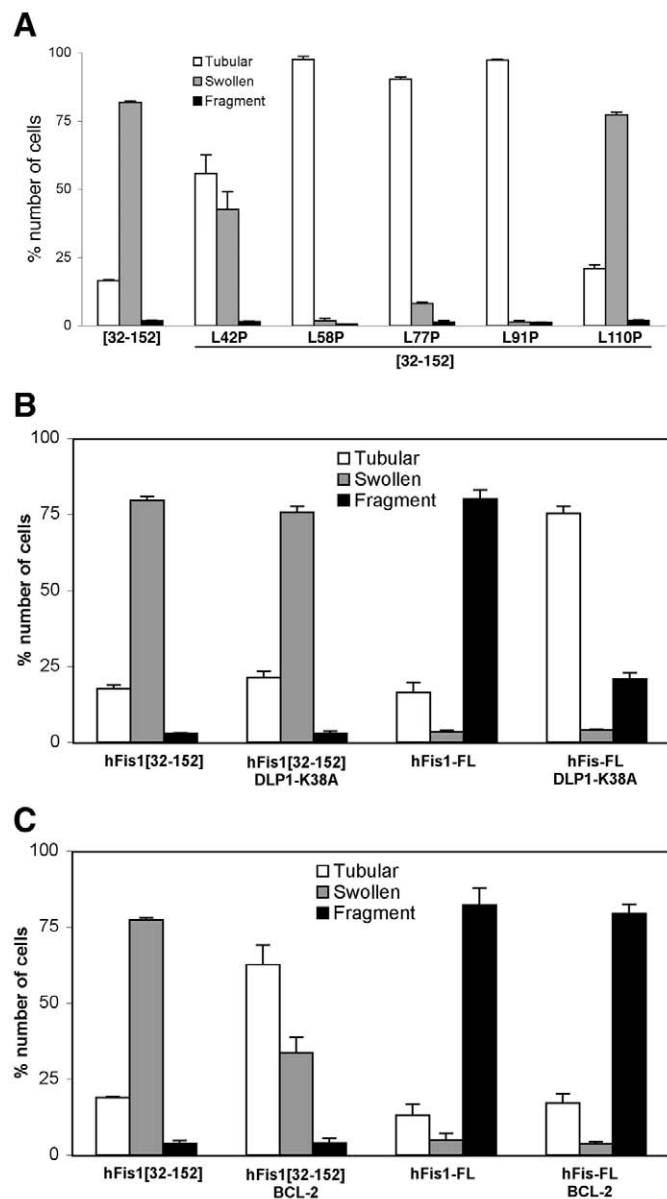 A
100
75
50
25
0
% number of cells
Tubular
Swollen
Fragment
[32-152]
L42P
L58P
L77P
L91P
L110P
[32-152]
B
100
75
50
25
0
% number of cells
Tubular
Swollen
Fragment
hFis1[32-152]
hFis1[32-152]
DLP1-K38A
hFis1-FL
hFis-FL
DLP1-K38A
C
100
75
50
25
0
% number of cells
Tubular
Swollen
Fragment
hFis1[32-152]
hFis1[32-152]
BCL-2
hFis1-FL
hFis-FL
BCL-2